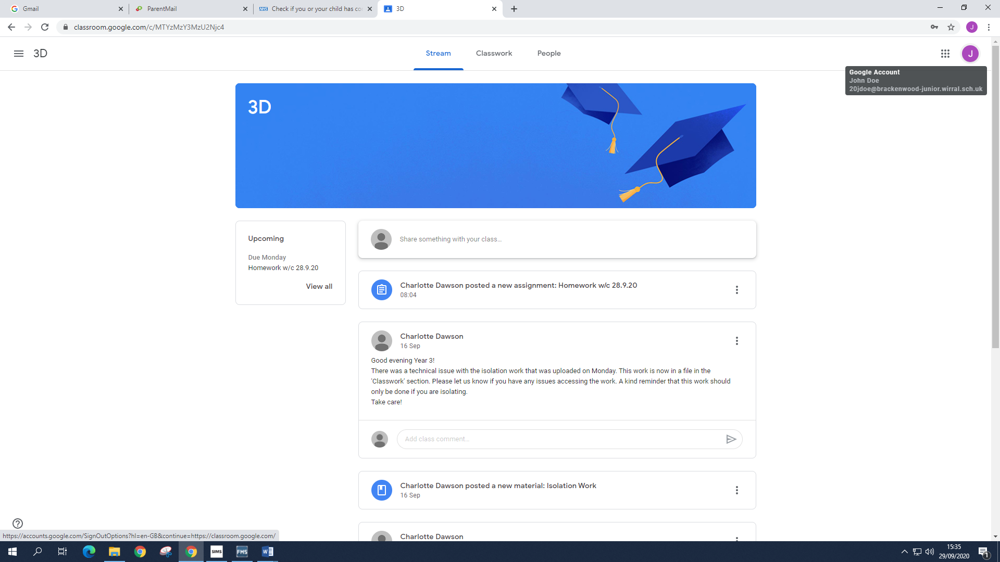 Gmail
ParentMail
NHS
Check if you or your child has co
3D
classroom.google.com/c/MTYzMzY3MzU2Njc4
J
3D
Stream
Classwork
People
J
Google Account
John Doe
20jdoe@brackenwood-junior.wirral.sch.uk
3D
Upcoming
Due Monday
Homework w/c 28.9.20
View all
Share something with your class...
Charlotte Dawson posted a new assignment: Homework w/c 28.9.20
08:04
Charlotte Dawson
16 Sep
Good evening Year 3!
There was a technical issue with the isolation work that was uploaded on Monday. This work is now in a file in the
'Classwork' section. Please let us know if you have any issues accessing the work. A kind reminder that this work should
only be done if you are isolating.
Take care!
Add class comment...
Charlotte Dawson posted a new material: Isolation Work
16 Sep
Charlotte Dawson
https://accounts.google.com/SignOutOptions?hl=en-GB&continue=https://classroom.google.com/
SIMS
FMS
15:35
29/09/2020
1